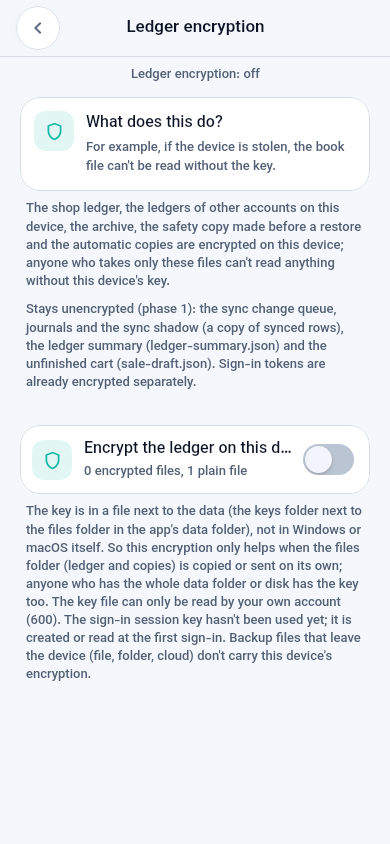 Ledger encryption
Ledger encryption: off
What does this do?
For example, if the device is stolen, the book
file can't be read without the key.
The shop ledger, the ledgers of other accounts on this
device, the archive, the safety copy made before a restore
and the automatic copies are encrypted on this device;
anyone who takes only these files can't read anything
without this device's key.
Stays unencrypted (phase 1): the sync change queue,
journals and the sync shadow (a copy of synced rows),
the ledger summary (ledger-summary.json) and the
unfinished cart (sale-draft.json). Sign-in tokens are
already encrypted separately.
Encrypt the ledger on this d...
0 encrypted files, 1 plain file
The key is in a file next to the data (the keys folder next to
the files folder in the app's data folder), not in Windows or
macOS itself. So this encryption only helps when the files
folder (ledger and copies) is copied or sent on its own;
anyone who has the whole data folder or disk has the key
too. The key file can only be read by your own account
(600). The sign-in session key hasn't been used yet; it is
created or read at the first sign-in. Backup files that leave
the device (file, folder, cloud) don't carry this device's
encryption.